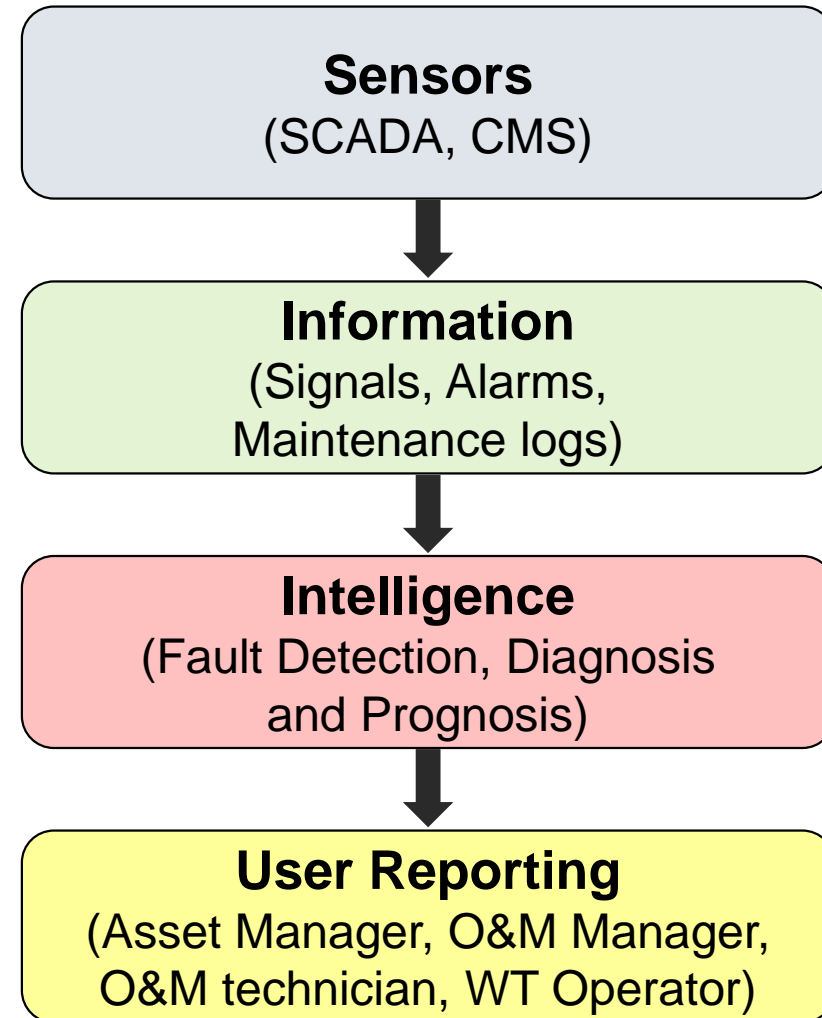 Sensors
(SCADA, CMS)
Information
(Signals, Alarms,
Maintenance logs)
Intelligence
(Fault Detection, Diagnosis
and Prognosis)
User Reporting
(Asset Manager, O&M Manager,
O&M technician, WT Operator)